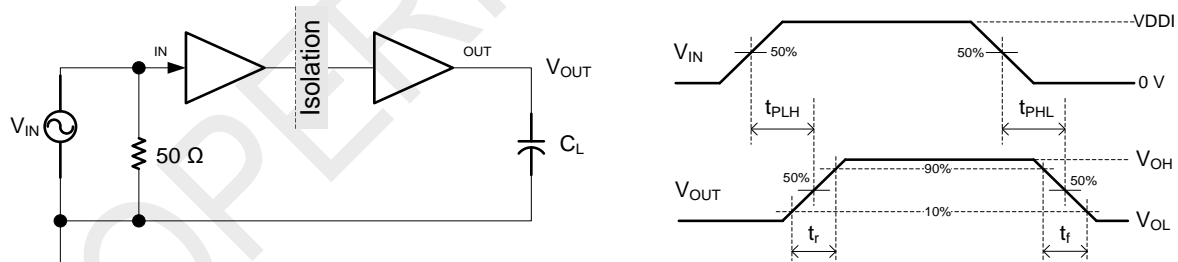 IN
Isolation
OUT
VOUT
VIN
50 Ω
CL
VIN
50%
50%
VDDI
0 V
tPLH
tPHL
VOUT
50%
90%
50%
VOH
10%
VOL
tr
tf